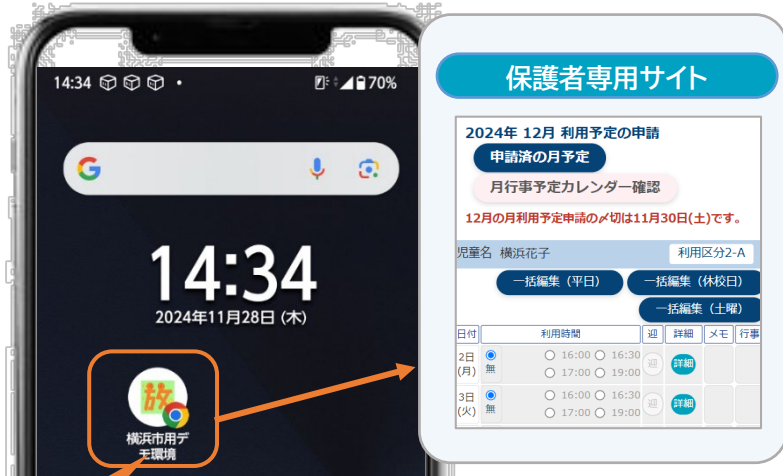 14:34
70%
G
14:34
2024年11月28日 (木)
放
横浜市用デ
モ環境
保護者専用サイト
2024年 12月 利用予定の申請
申請済の月予定
月行事予定カレンダー確認
12月の月利用予定申請の〆切は11月30日(土)です。
児童名 横浜花子 利用区分2-A
一括編集（平日） 一括編集（休校日）
一括編集（土曜）
日付 利用時間 迎 詳細 メモ 行事
2日 16:00 16:30 迎 詳細
(月) 無 17:00 19:00
3日 16:00 16:30 迎 詳細
(火) 無 17:00 19:00